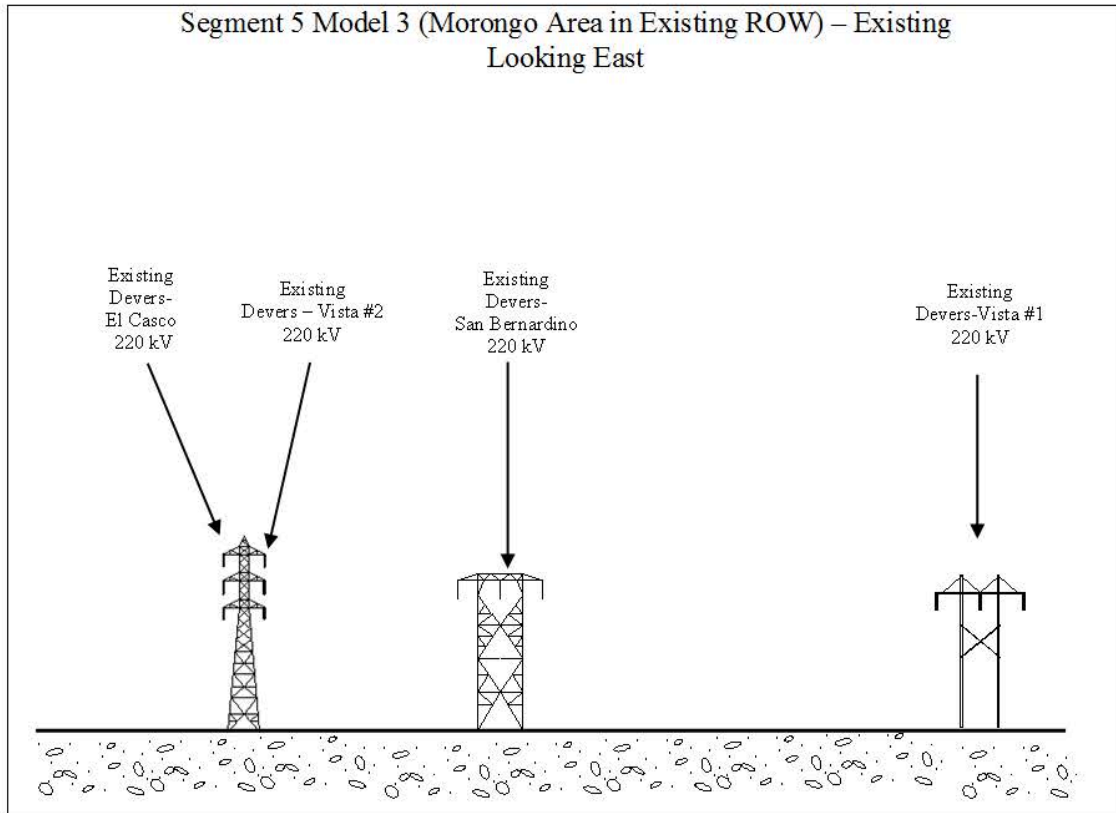 Segment 5 Model 3 (Morongo Area in Existing ROW) – Existing
Looking East
Existing
Devers-
El Casco
220 kV
Existing
Devers – Vista #2
220 kV
Existing
Devers-
San Bernardino
220 kV
Existing
Devers-Vista #1
220 kV